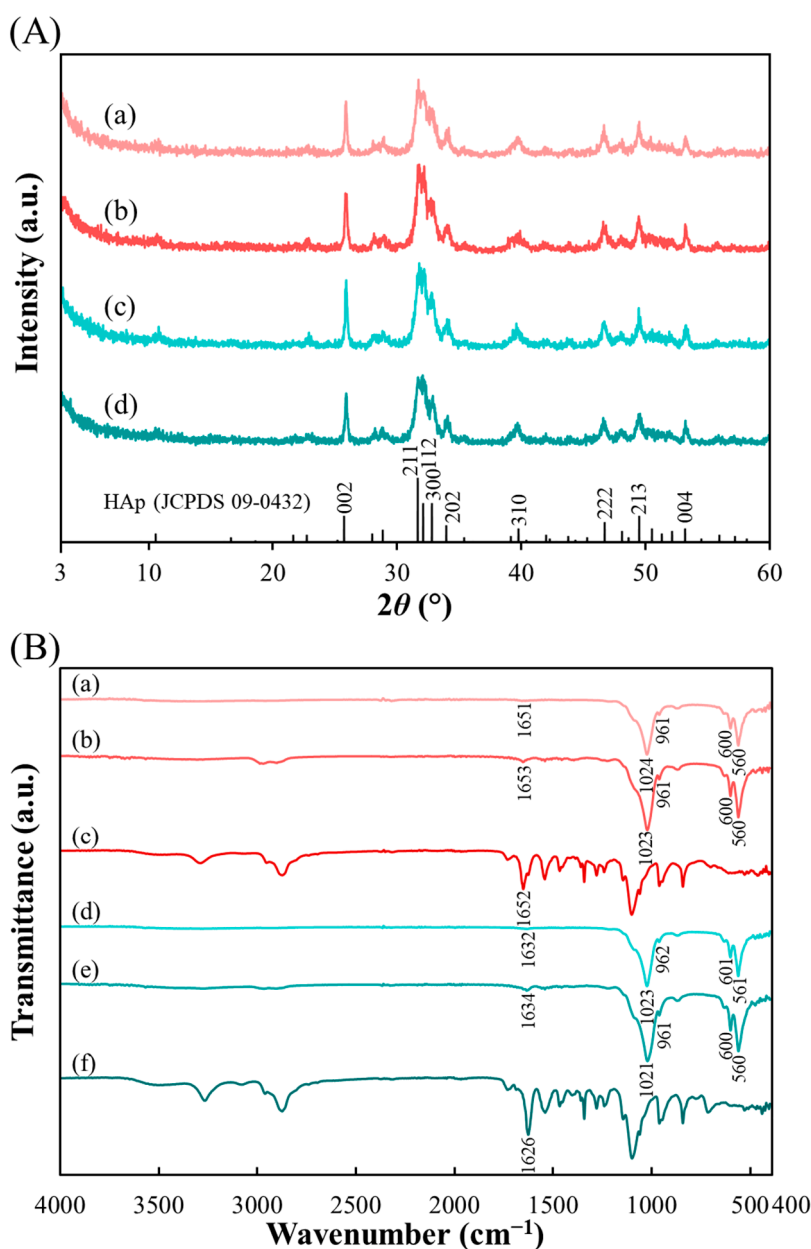 (A)
(a)
(b)
(c)
(d)
Intensity (a.u.)
HAp (JCPDS 09-0432)
002
211
112
300
202
310
222
213
004
3
10
20
30
40
50
60
2θ (°)
(B)
(a)
1651
1024
961
600
560
(b)
1653
1023
961
600
560
(c)
1652
(d)
1632
1023
962
601
561
(e)
1634
1021
961
600
560
(f)
1626
Transmittance (a.u.)
4000
3500
3000
2500
2000
1500
1000
500
400
Wavenumber (cm⁻¹)